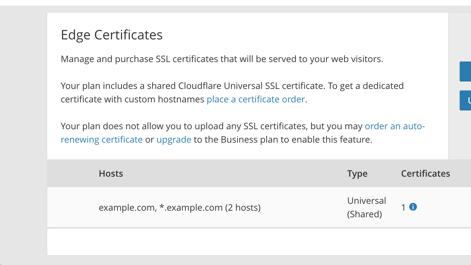 Edge Certificates
Manage and purchase SSL certificates that will be served to your web visitors.
Your plan includes a shared Cloudflare Universal SSL certificate. To get a dedicated
certificate with custom hostnames place a certificate order.
Your plan does not allow you to upload any SSL certificates, but you may order an auto-
renewing certificate or upgrade to the Business plan to enable this feature.
Hosts Type Certificates
example.com, *.example.com (2 hosts) Universal (Shared) 1